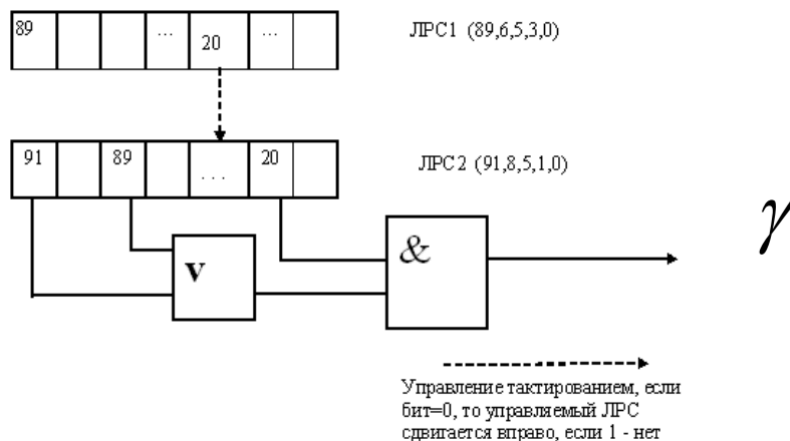 89 ... 20 ...
ЛРС1 (89,6,5,3,0)
91 89 ... 20
ЛРС2 (91,8,5,1,0)
v
&
γ
Управление тактированием, если
бит=0, то управляемый ЛРС
сдвигается вправо, если 1 - нет